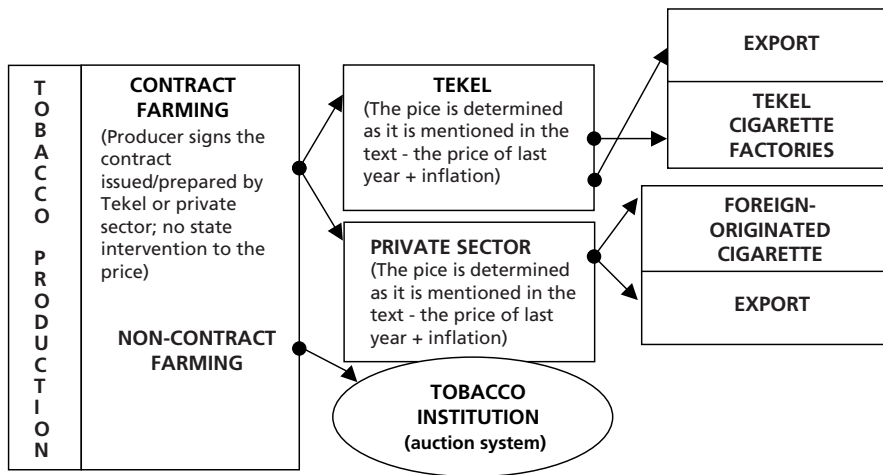 TOBACCO PRODUCTION
CONTRACT
FARMING
(Producer signs the
contract
issued/prepared by
Tekel or private
sector; no state
intervention to the
price)
NON-CONTRACT
FARMING
TEKEL
(The pice is determined
as it is mentioned in the
text - the price of last
year + inflation)
PRIVATE SECTOR
(The pice is determined
as it is mentioned in the
text - the price of last
year + inflation)
TOBACCO
INSTITUTION
(auction system)
EXPORT
TEKEL
CIGARETTE
FACTORIES
FOREIGN-
ORIGINATED
CIGARETTE
EXPORT